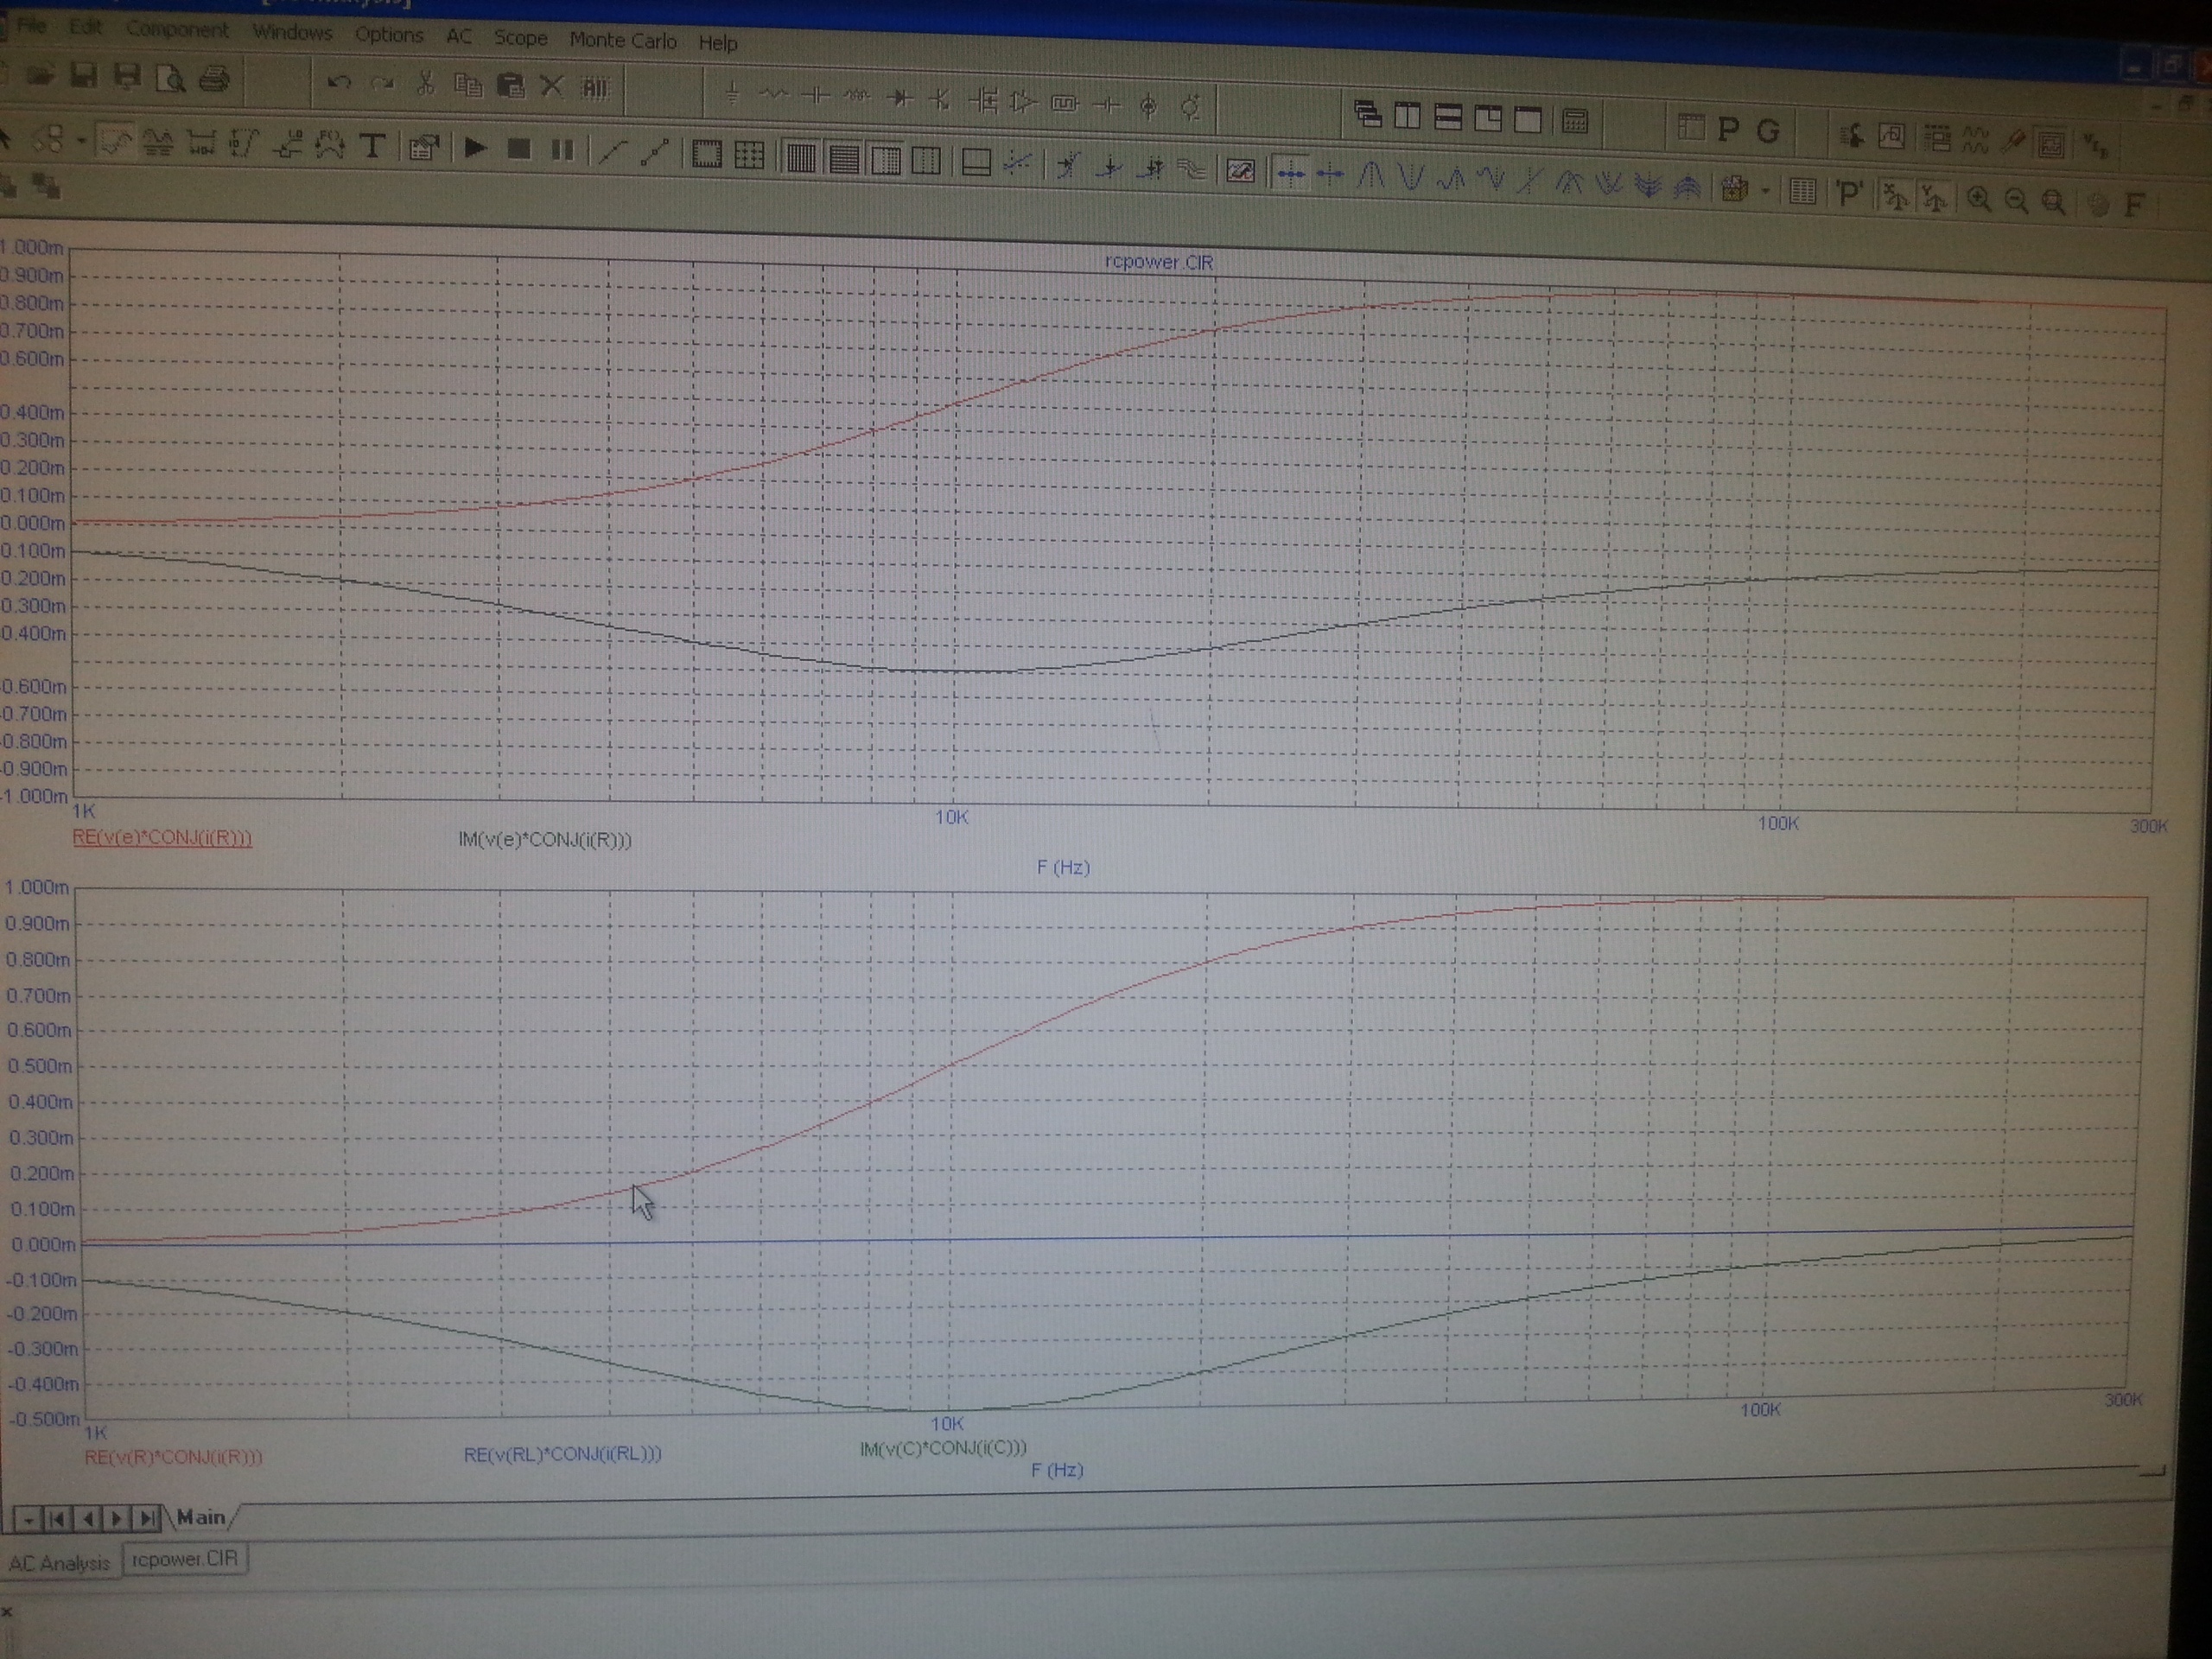 File Edit Component Windows Options AC Scope Monte Carlo Help
All
T P G
'P' F
rcpower.CIR
1.000m
0.900m
0.800m
0.700m
0.600m
0.400m
0.300m
0.200m
0.100m
0.000m
0.100m
0.200m
0.300m
0.400m
0.600m
-0.700m
-0.800m
-0.900m
-1.000m
1K 10K 100K 300K
RE(v(e)*CONJ(i(R))) IM(v(e)*CONJ(i(R)))
F (Hz)
1.000m
0.900m
0.800m
0.700m
0.600m
0.500m
0.400m
0.300m
0.200m
0.100m
0.000m
-0.100m
-0.200m
-0.300m
-0.400m
-0.500m
1K 10K 100K 300K
RE(v(R)*CONJ(i(R))) RE(v(RL)*CONJ(i(RL))) IM(v(C)*CONJ(i(C)))
F (Hz)
Main
AC Analysis rcpower.CIR